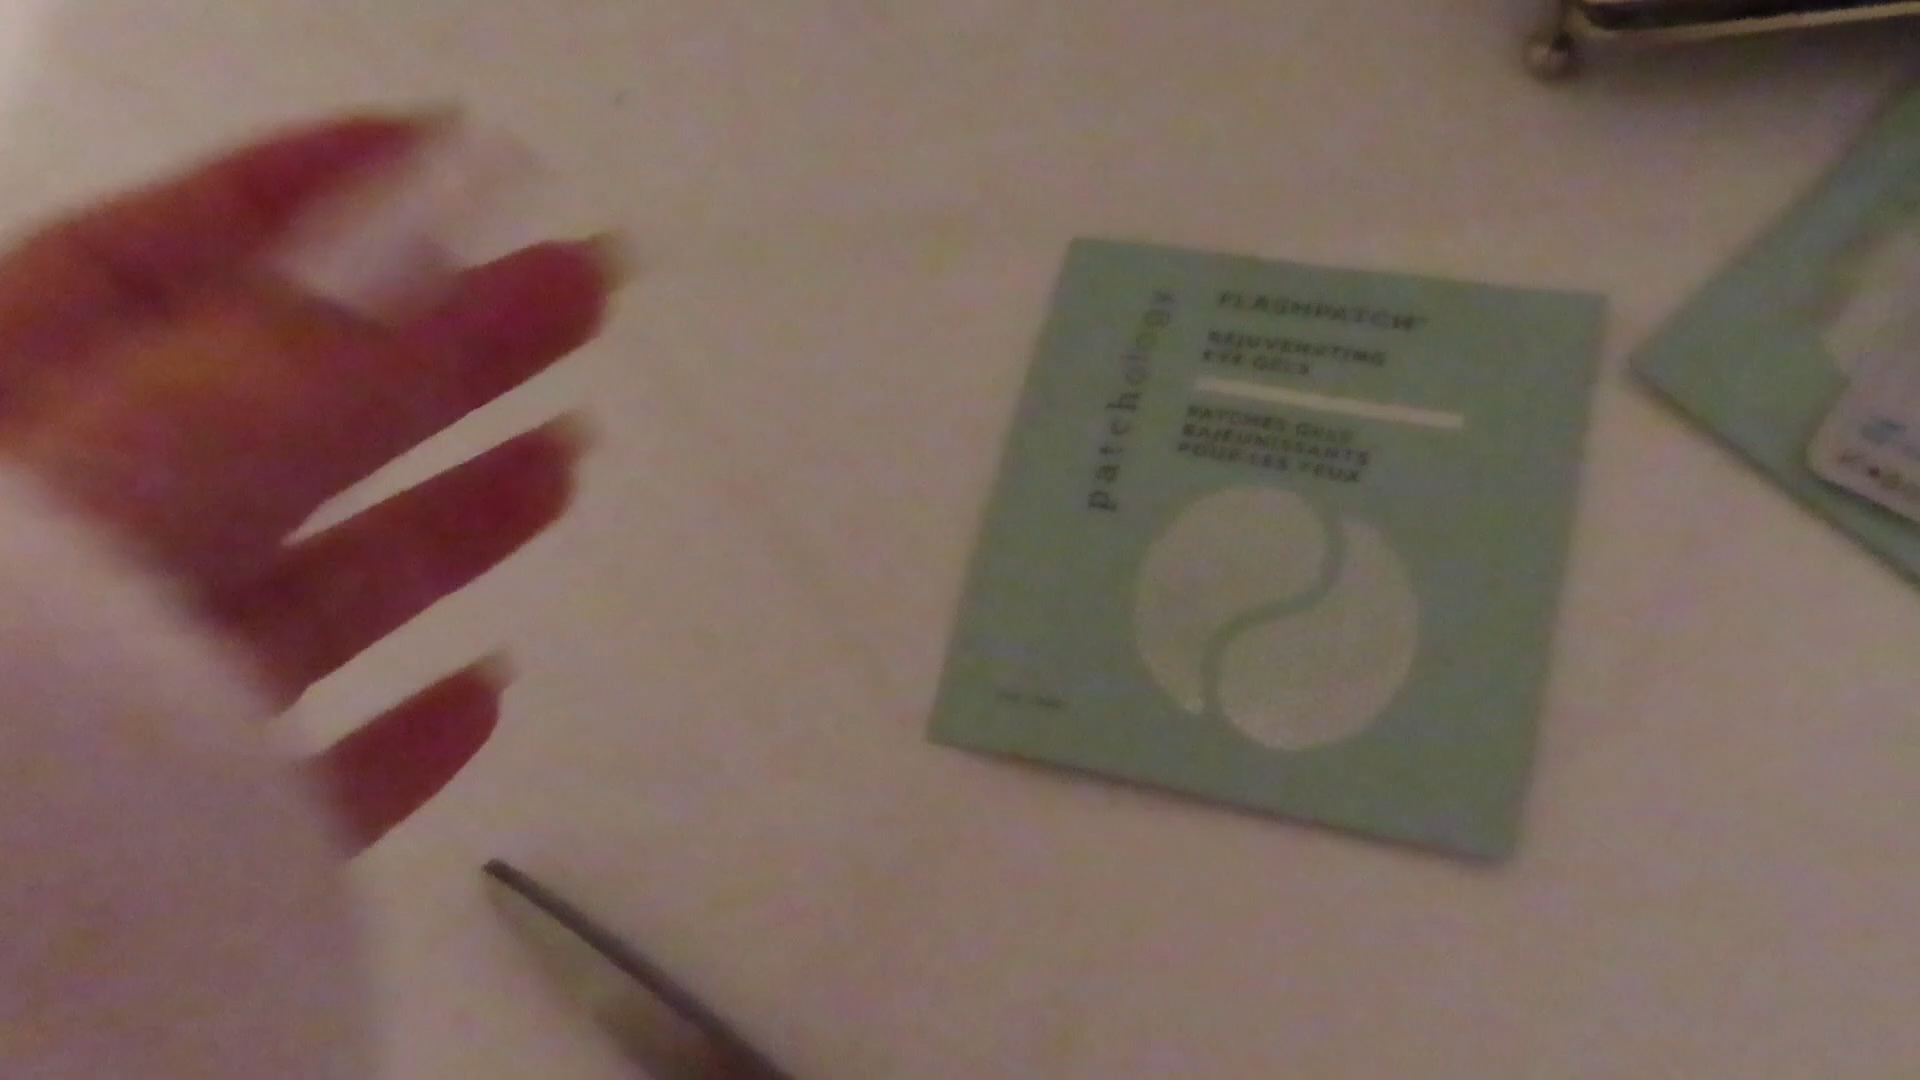 patchology
FLASHPATCH
REJUVENATING
EYE GELS
PATCHES GELS
RAJEUNISSANTS
POUR LES YEUX